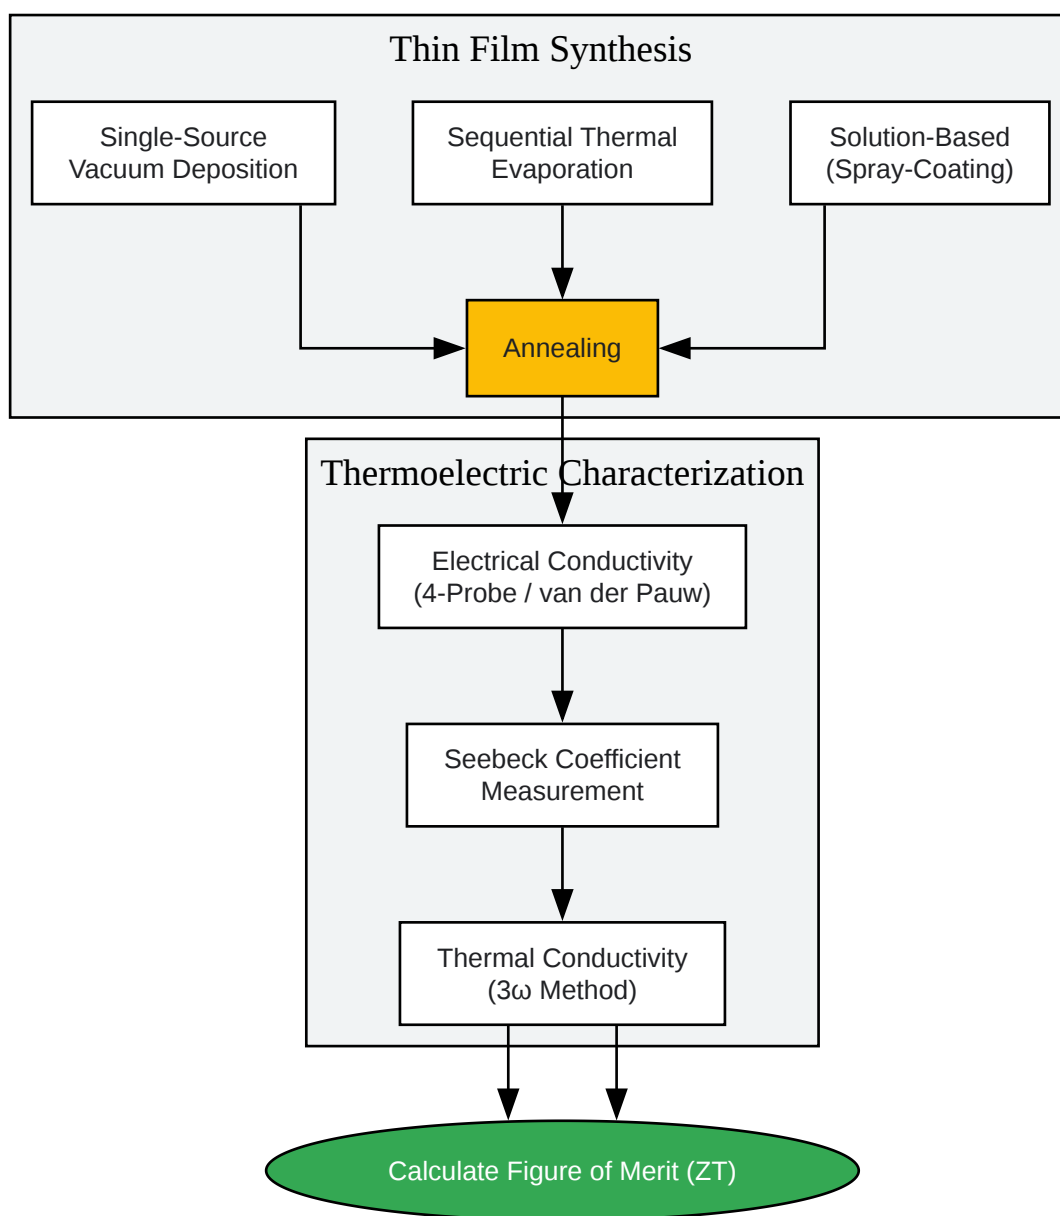 Thin Film Synthesis
Single-Source
Vacuum Deposition
Sequential Thermal
Evaporation
Solution-Based
(Spray-Coating)
Annealing
Thermoelectric Characterization
Electrical Conductivity
(4-Probe / van der Pauw)
Seebeck Coefficient
Measurement
Thermal Conductivity
(3ω Method)
Calculate Figure of Merit (ZT)